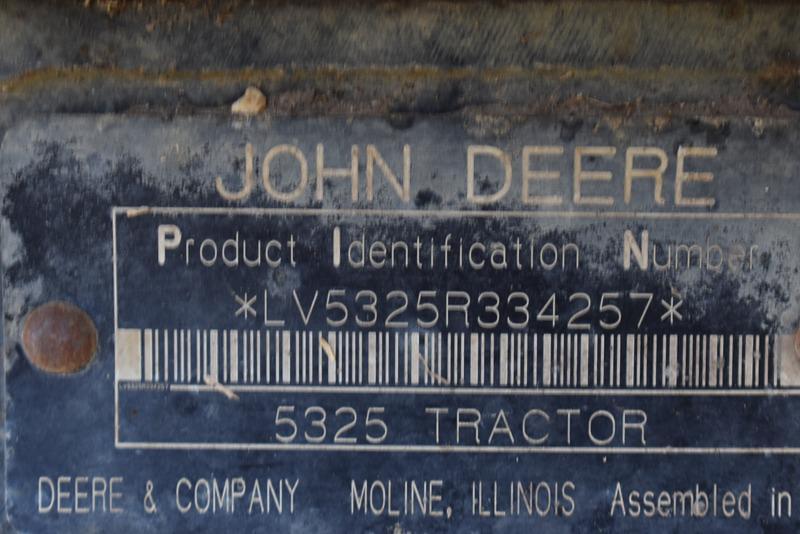 JOHN DEERE
Product Identification Number
*LV5325R334257*
5325 TRACTOR
DEERE & COMPANY MOLINE, ILLINOIS Assembled in